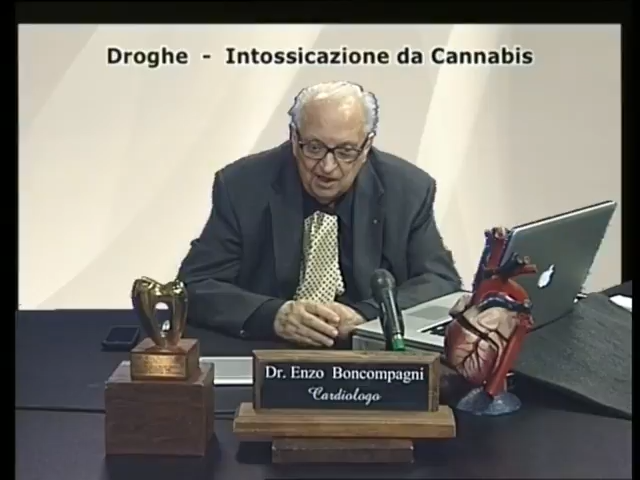 Droghe - Intossicazione da Cannabis
Dr. Enzo Boncompagni
Cardiologo